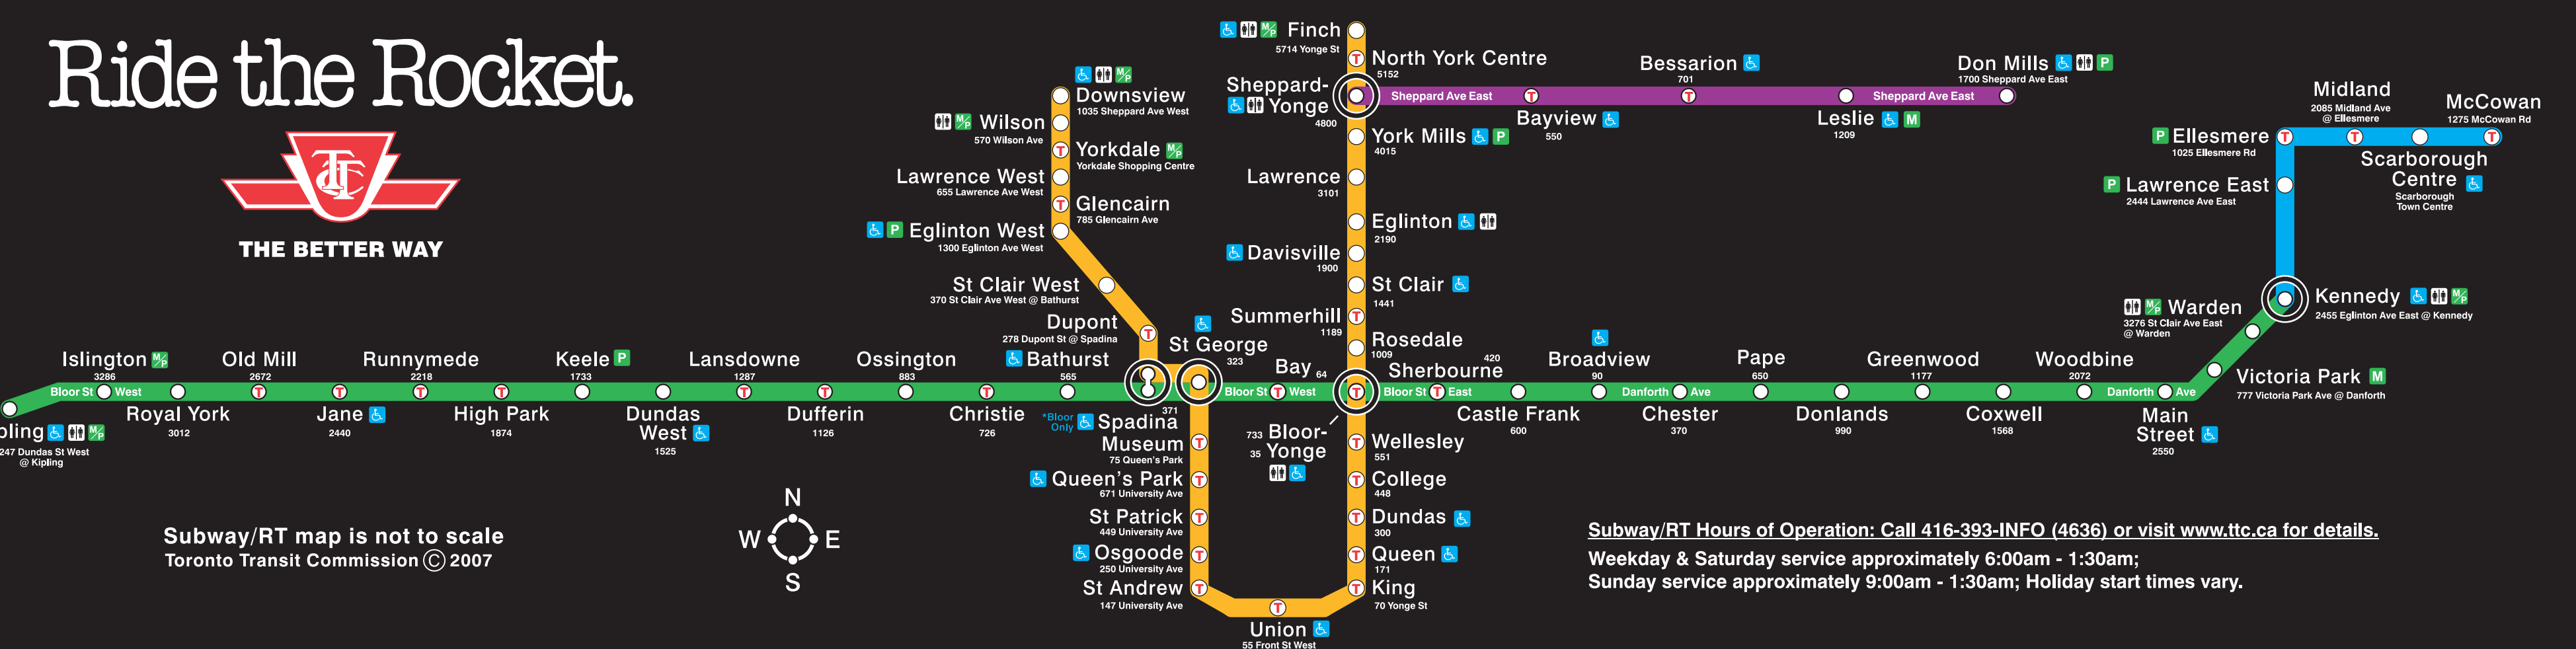 Ride the Rocket.
TTC
THE BETTER WAY
Subway/RT map is not to scale
Toronto Transit Commission © 2007
N
W E
S
Downsview
1035 Sheppard Ave West
Wilson
570 Wilson Ave
Yorkdale
Yorkdale Shopping Centre
Lawrence West
655 Lawrence Ave West
Glencairn
785 Glencairn Ave
Eglinton West
1300 Eglinton Ave West
St Clair West
370 St Clair Ave West @ Bathurst
Dupont
278 Dupont St @ Spadina
St George
323
Finch
5714 Yonge St
North York Centre
5152
Sheppard-
Yonge
4800
York Mills
4015
Lawrence
3101
Eglinton
2190
Davisville
1900
St Clair
1441
Summerhill
1189
Rosedale
1009
Sheppard Ave East
Bayview
550
Bessarion
701
Leslie
1209
Sheppard Ave East
Don Mills
1700 Sheppard Ave East
Midland
2085 Midland Ave
@ Ellesmere
McCowan
1275 McCowan Rd
Ellesmere
1025 Ellesmere Rd
Scarborough
Centre
Scarborough
Town Centre
Lawrence East
2444 Lawrence Ave East
Kennedy
2455 Eglinton Ave East @ Kennedy
Warden
3276 St Clair Ave East
@ Warden
Victoria Park
777 Victoria Park Ave @ Danforth
pling
247 Dundas St West
@ Kipling
Islington
3286
Bloor St West
Royal York
3012
Old Mill
2672
Jane
2440
Runnymede
2218
High Park
1874
Keele
1733
Dundas
West
1525
Lansdowne
1287
Dufferin
1126
Ossington
883
Christie
726
Bathurst
565
*Bloor
Only
Spadina
371
Bloor St West
Bay
64
733 Bloor-
35 Yonge
Bloor St East
Sherbourne
420
Castle Frank
600
Broadview
90
Danforth Ave
Chester
370
Pape
650
Donlands
990
Greenwood
1177
Coxwell
1568
Woodbine
2072
Danforth Ave
Main
Street
2550
Museum
75 Queen's Park
Queen's Park
671 University Ave
St Patrick
449 University Ave
Osgoode
250 University Ave
St Andrew
147 University Ave
Union
55 Front St West
Wellesley
551
College
448
Dundas
300
Queen
171
King
70 Yonge St
Subway/RT Hours of Operation: Call 416-393-INFO (4636) or visit www.ttc.ca for details.
Weekday & Saturday service approximately 6:00am - 1:30am;
Sunday service approximately 9:00am - 1:30am; Holiday start times vary.